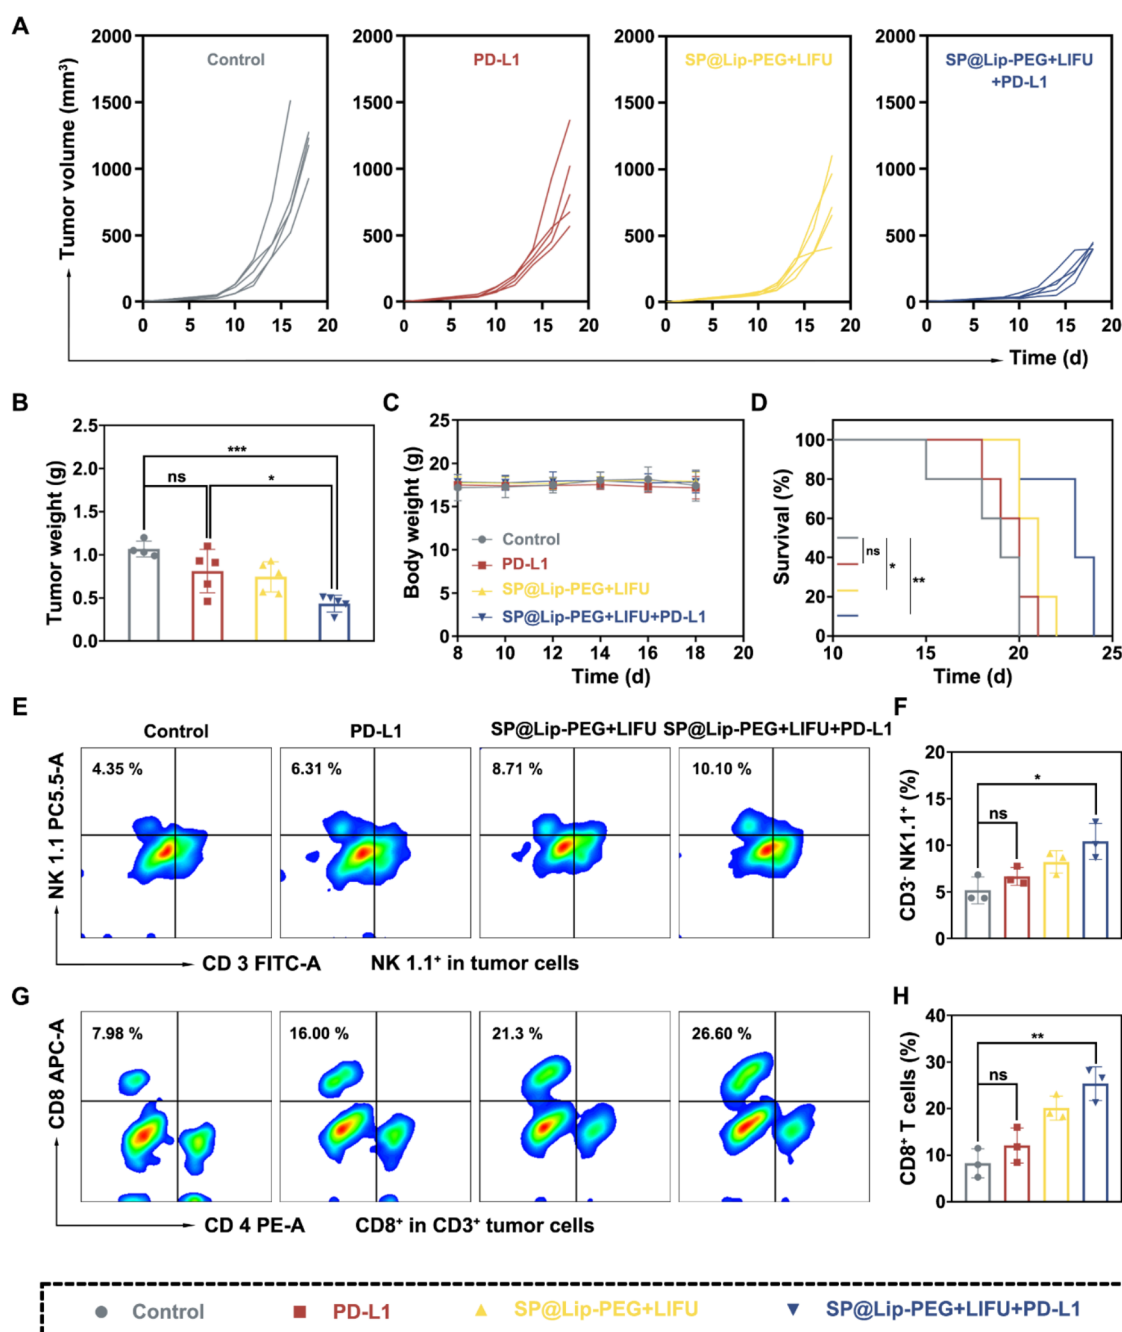 A
Tumor volume (mm³)
2000 1500 1000 500 0
0 5 10 15 20
Control
2000 1500 1000 500 0
0 5 10 15 20
PD-L1
2000 1500 1000 500 0
0 5 10 15 20
SP@Lip-PEG+LIFU
2000 1500 1000 500 0
0 5 10 15 20
SP@Lip-PEG+LIFU
+PD-L1
Time (d)
B
Tumor weight (g)
2.5 2.0 1.5 1.0 0.5 0.0
***
ns
*
C
Body weight (g)
25 20 15 10 5 0
Control
PD-L1
SP@Lip-PEG+LIFU
SP@Lip-PEG+LIFU+PD-L1
8 10 12 14 16 18 20
Time (d)
D
Survival (%)
100 80 60 40 20 0
ns
*
**
10 15 20 25
Time (d)
E
NK 1.1 PC5.5-A
Control
PD-L1
SP@Lip-PEG+LIFU
SP@Lip-PEG+LIFU+PD-L1
4.35 %
6.31 %
8.71 %
10.10 %
CD 3 FITC-A
NK 1.1⁺ in tumor cells
F
CD3⁻ NK1.1⁺ (%)
20 15 10 5 0
*
ns
G
CD8 APC-A
7.98 %
16.00 %
21.3 %
26.60 %
CD 4 PE-A
CD8⁺ in CD3⁺ tumor cells
H
CD8⁺ T cells (%)
40 30 20 10 0
**
ns
Control
PD-L1
SP@Lip-PEG+LIFU
SP@Lip-PEG+LIFU+PD-L1